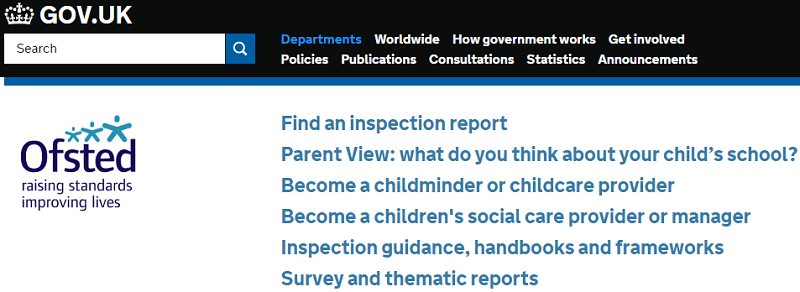 GOV.UK
Search
Departments Worldwide How government works Get involved
Policies Publications Consultations Statistics Announcements
Ofsted
raising standards
improving lives
Find an inspection report
Parent View: what do you think about your child’s school?
Become a childminder or childcare provider
Become a children's social care provider or manager
Inspection guidance, handbooks and frameworks
Survey and thematic reports